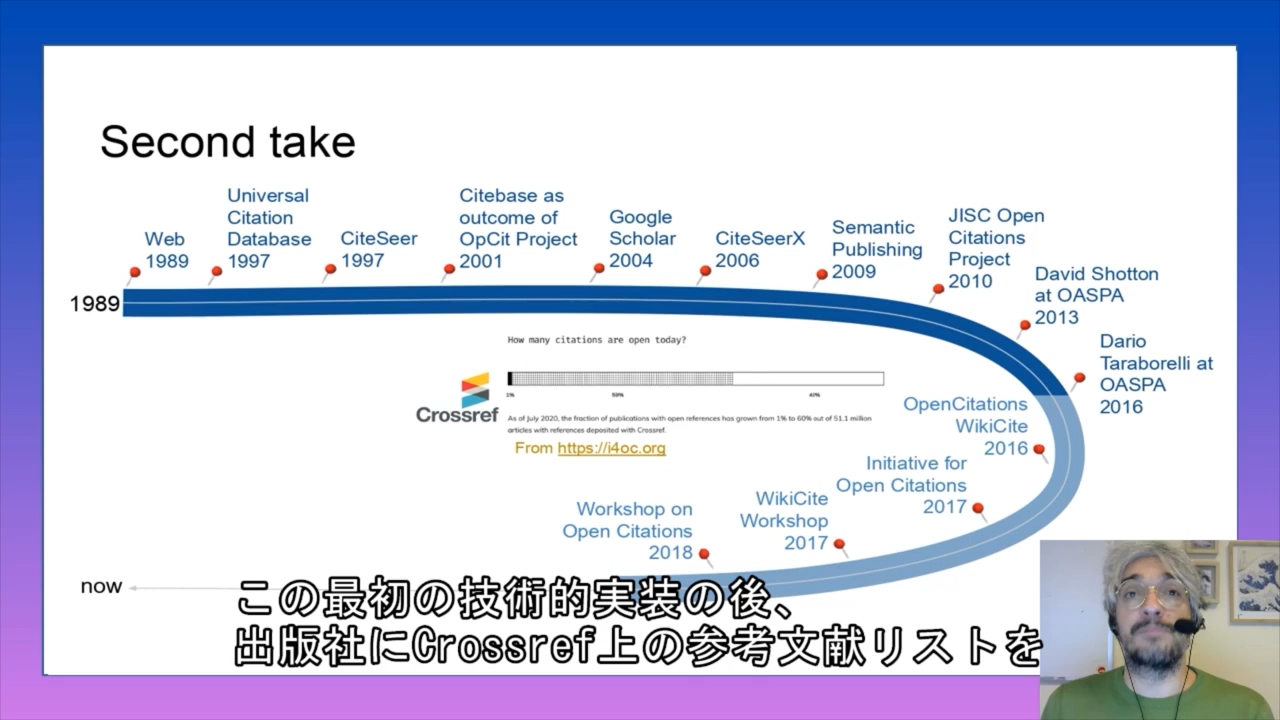 Second take
Web
1989
Universal
Citation
Database
1997
CiteSeer
1997
Citebase as
outcome of
OpCit Project
2001
Google
Scholar
2004
CiteSeerX
2006
Semantic
Publishing
2009
JISC Open
Citations
Project
2010
David Shotton
at OASPA
2013
Dario
Taraborelli at
OASPA
2016
1989
How many citations are open today?
1%
50%
40%
Crossref
As of July 2020, the fraction of publications with open references has grown from 1% to 60% out of 51.1 million
articles with references deposited with Crossref.
From https://i4oc.org
OpenCitations
WikiCite
2016
Initiative for
Open Citations
2017
WikiCite
Workshop
2017
Workshop on
Open Citations
2018
now
この最初の技術的実装の後、
出版社にCrossref上の参考文献リストを